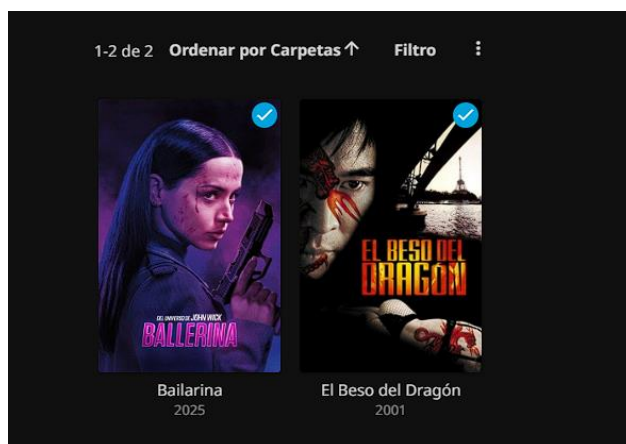 1-2 de 2 Ordenar por Carpetas↑ Filtro
DEL UNIVERSO DE JOHN WICK
BALLERINA
EL BESO DEL
DRAGÓN
Bailarina
2025
El Beso del Dragón
2001